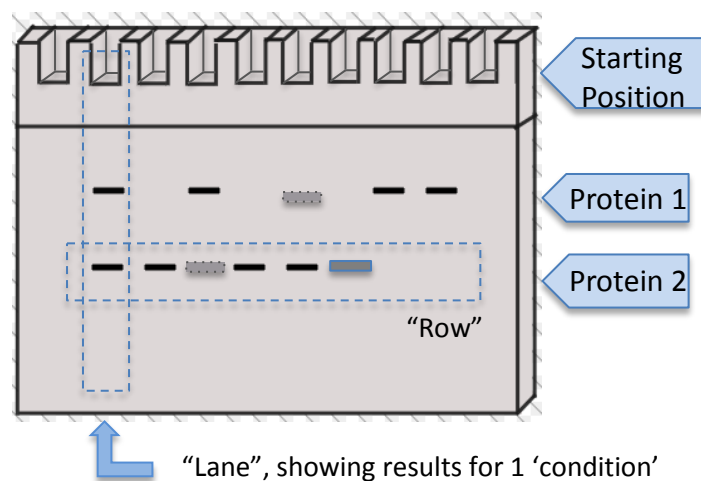 Starting
Position
Protein 1
Protein 2
“Row”
“Lane”, showing results for 1 ‘condition’